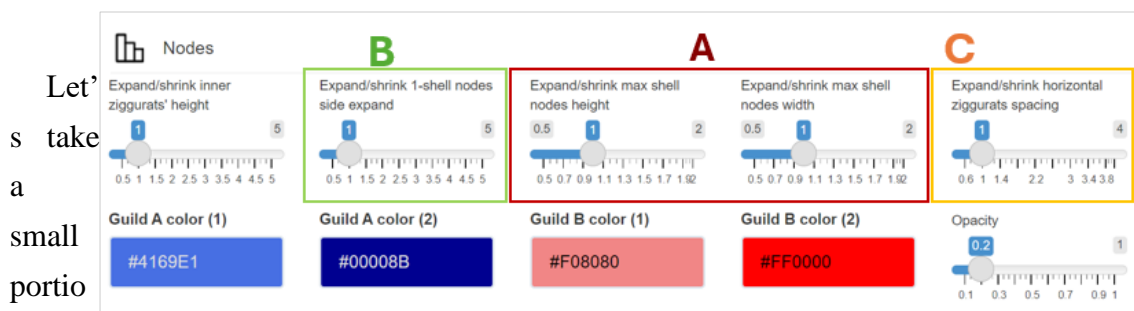 Nodes
B A C
Let'
s take
a
small
portio
Expand/shrink inner
ziggurats' height
1 5
0.5 1 1.5 2 2.5 3 3.5 4 4.5 5
Expand/shrink 1-shell nodes
side expand
1 5
0.5 1 1.5 2 2.5 3 3.5 4 4.5 5
Expand/shrink max shell
nodes height
0.5 1 2
0.5 0.7 0.9 1.1 1.3 1.5 1.7 1.92
Expand/shrink max shell
nodes width
0.5 1 2
0.5 0.7 0.9 1.1 1.3 1.5 1.7 1.92
Expand/shrink horizontal
ziggurats spacing
1 4
0.6 1 1.4 2.2 3 3.4 3.8
Guild A color (1)
#4169E1
Guild A color (2)
#00008B
Guild B color (1)
#F08080
Guild B color (2)
#FF0000
Opacity
0.2 1
0.1 0.3 0.5 0.7 0.9 1